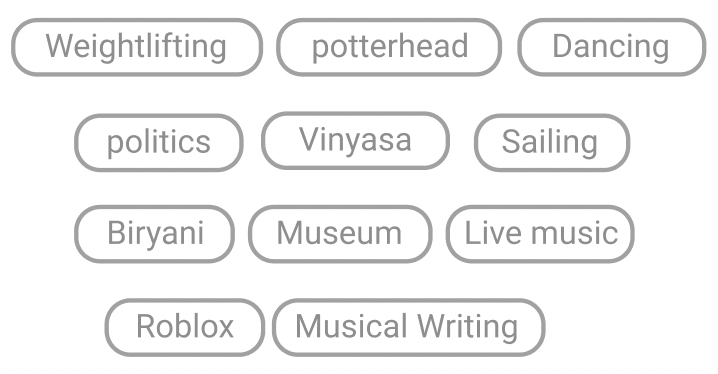 Weightlifting potterhead Dancing
politics Vinyasa Sailing
Biryani Museum Live music
Roblox Musical Writing